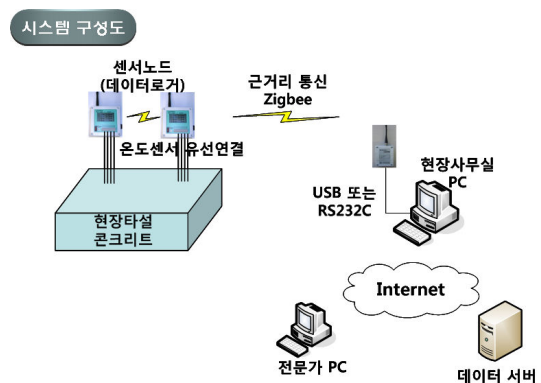 시스템 구성도
센서노드
(데이터로거)
근거리 통신
Zigbee
온도센서 유선연결
현장사무실
PC
USB 또는
RS232C
현장타설
콘크리트
Internet
전문가 PC
데이터 서버